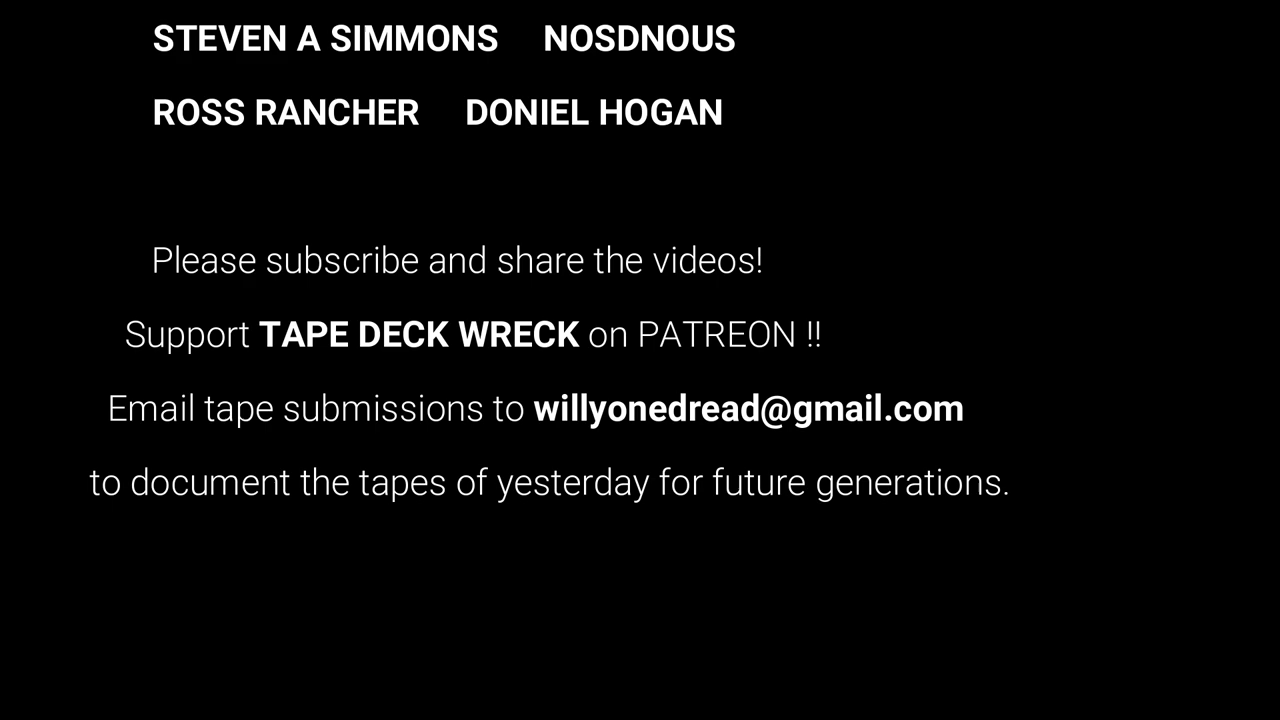 STEVEN A SIMMONS NOSDNOUS
ROSS RANCHER DONIEL HOGAN
Please subscribe and share the videos!
Support TAPE DECK WRECK on PATREON !!
Email tape submissions to willyonedread@gmail.com
to document the tapes of yesterday for future generations.